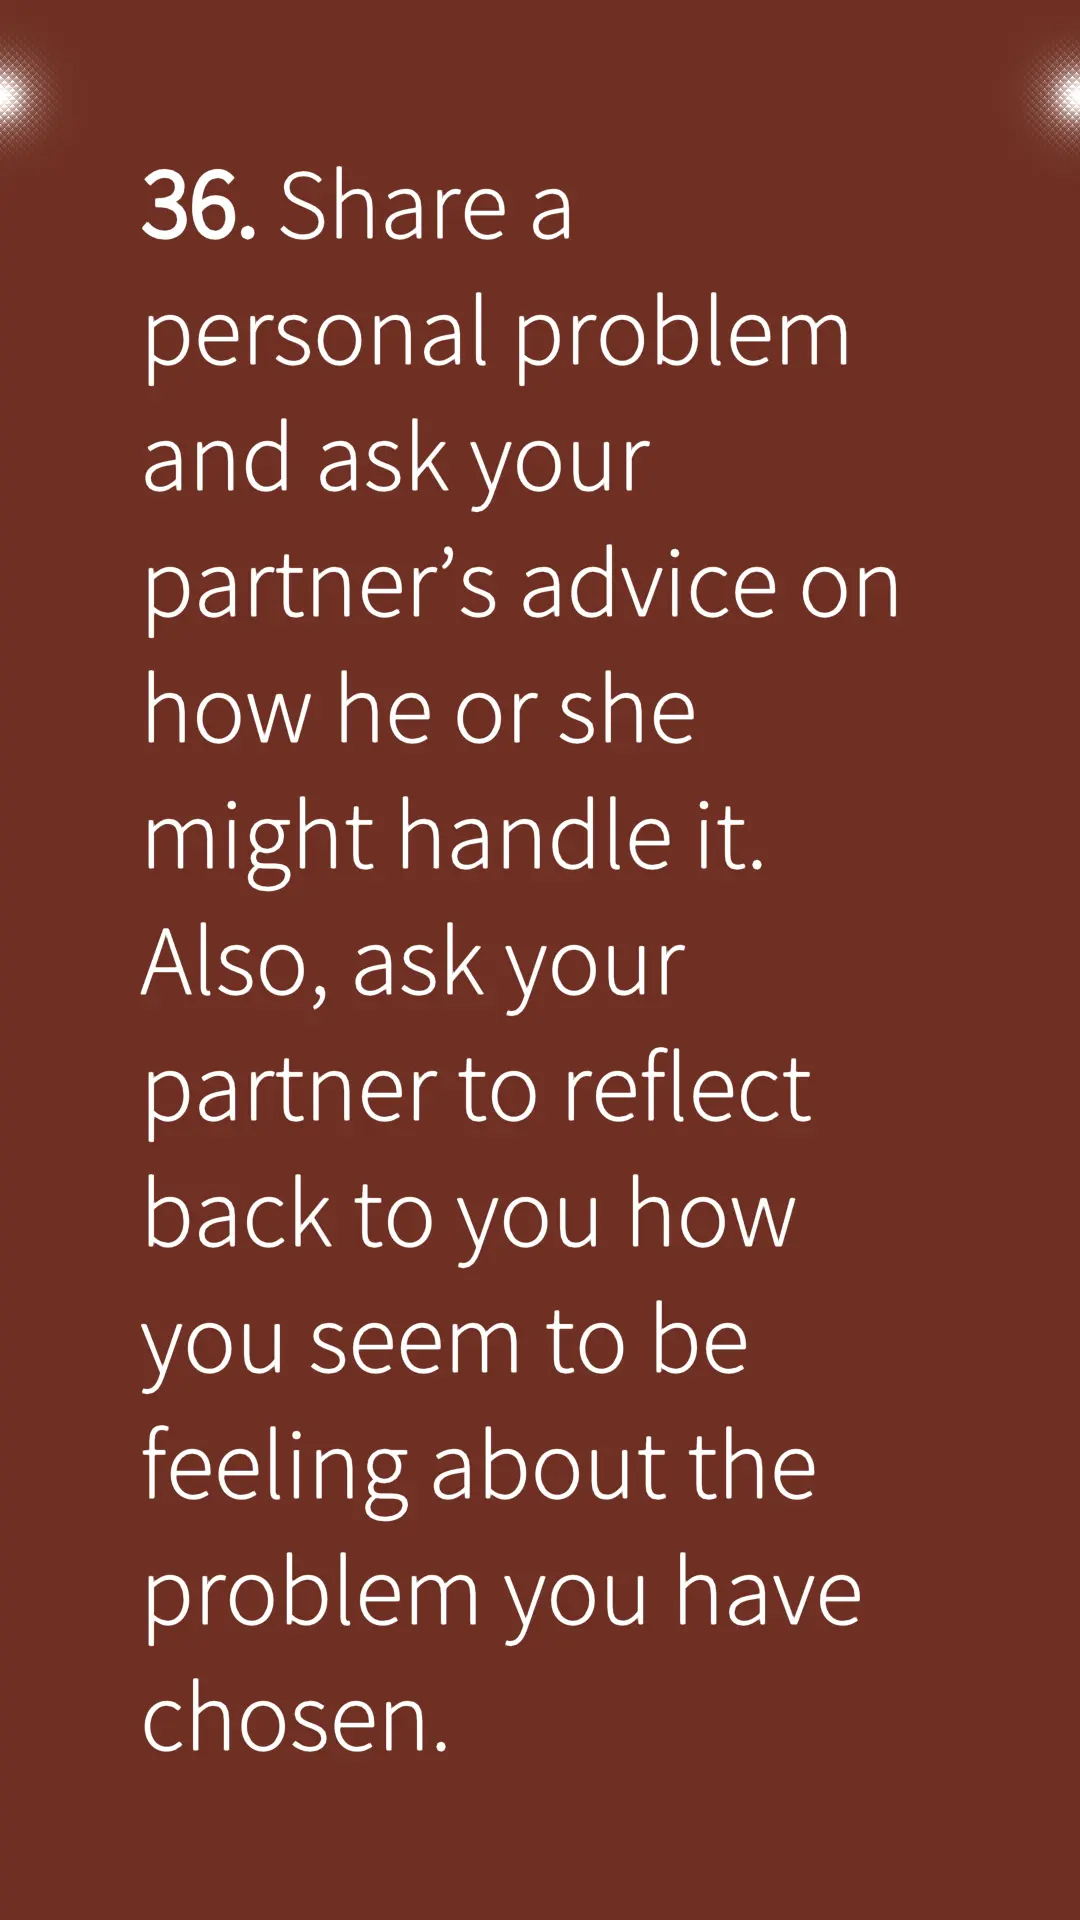 36. Share a
personal problem
and ask your
partner’s advice on
how he or she
might handle it.
Also, ask your
partner to reflect
back to you how
you seem to be
feeling about the
problem you have
chosen.